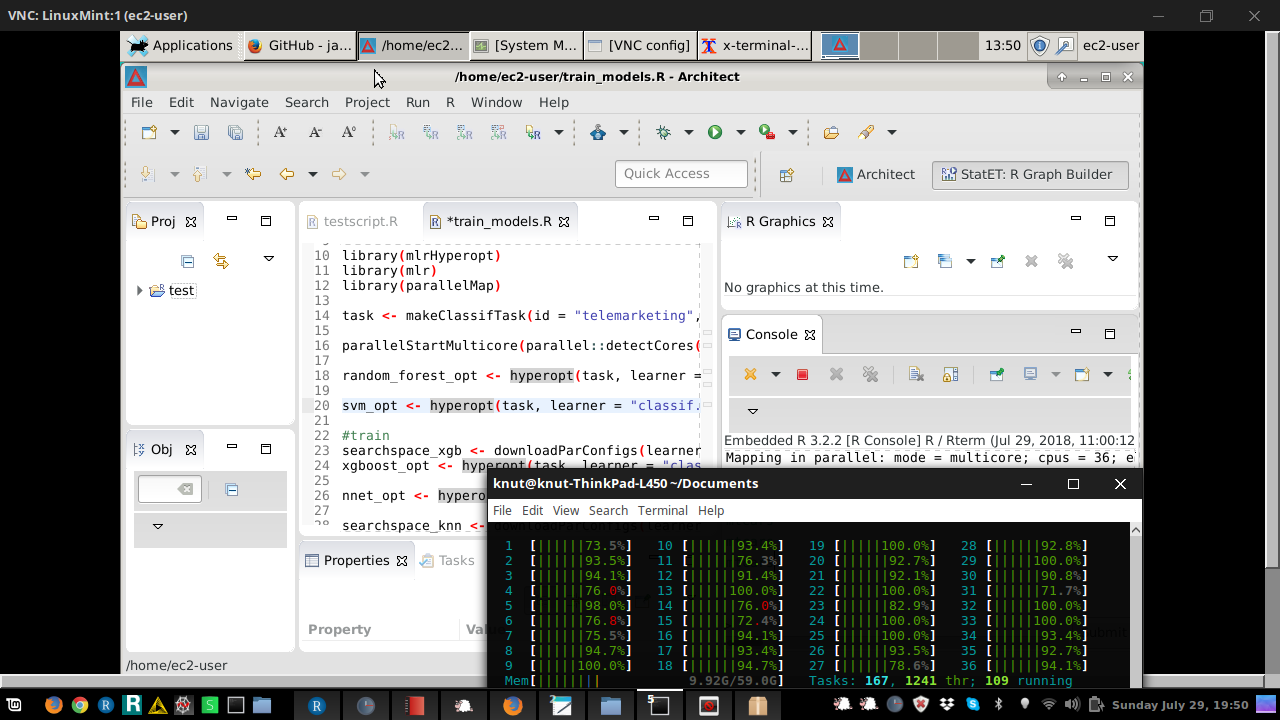 VNC: LinuxMint:1 (ec2-user)
Applications GitHub - ja... /home/ec2... [System M... [VNC config] x-terminal-... 13:50 ec2-user
/home/ec2-user/train_models.R - Architect
File Edit Navigate Search Project Run R Window Help
Quick Access Architect StatET: R Graph Builder
Proj
test
testscript.R *train_models.R
10 library(mlrHyperopt)
11 library(mlr)
12 library(parallelMap)
13
14 task <- makeClassifTask(id = "telemarketing",
15
16 parallelStartMulticore(parallel::detectCores(
17
18 random_forest_opt <- hyperopt(task, learner =
19
20 svm_opt <- hyperopt(task, learner = "classif.
21
22 #train
23 searchspace_xgb <- downloadParConfigs(learner
24 xgboost_opt <- hyperopt(task, learner = "clas
25
26 nnet_opt <- hypero
27
28 searchspace_knn <-
R Graphics
No graphics at this time.
Console
Embedded R 3.2.2 [R Console] R / Rterm (Jul 29, 2018, 11:00:12
Mapping in parallel: mode = multicore; cpus = 36; e
Obj
Properties Tasks
Property Valu
/home/ec2-user
knut@knut-ThinkPad-L450 ~/Documents
File Edit View Search Terminal Help
1 [||||||73.5%] 10 [||||||93.4%] 19 [|||||100.0%] 28 [||||||92.8%]
2 [||||||93.5%] 11 [||||||76.3%] 20 [||||||92.7%] 29 [|||||100.0%]
3 [||||||94.1%] 12 [||||||91.4%] 21 [||||||92.1%] 30 [||||||90.8%]
4 [||||||76.0%] 13 [|||||100.0%] 22 [|||||100.0%] 31 [||||||71.7%]
5 [||||||98.0%] 14 [||||||76.0%] 23 [||||||82.9%] 32 [|||||100.0%]
6 [||||||76.8%] 15 [||||||72.4%] 24 [|||||100.0%] 33 [|||||100.0%]
7 [||||||75.5%] 16 [||||||94.1%] 25 [|||||100.0%] 34 [||||||93.4%]
8 [||||||94.7%] 17 [||||||93.4%] 26 [||||||93.5%] 35 [||||||92.7%]
9 [|||||100.0%] 18 [||||||94.7%] 27 [||||||78.6%] 36 [||||||94.1%]
Mem[|||||||| 9.92G/59.0G] Tasks: 167, 1241 thr; 109 running
Sunday July 29, 19:50